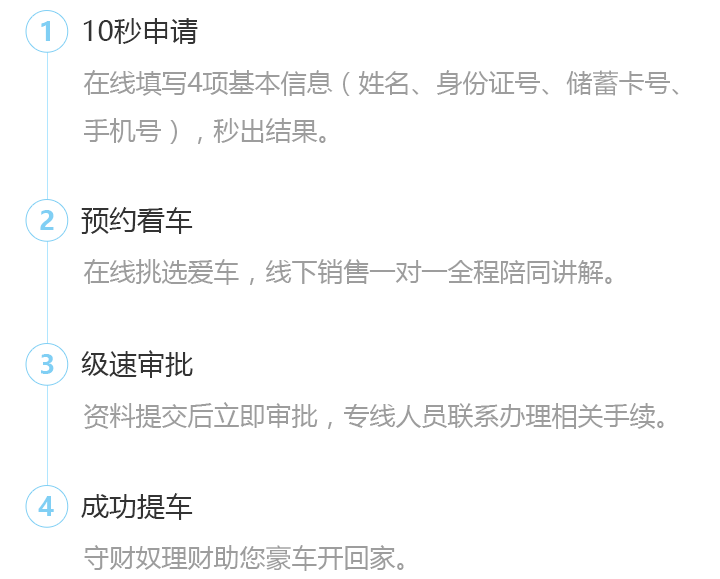 1 10秒申请
在线填写4项基本信息（姓名、身份证号、储蓄卡号、
手机号），秒出结果。
2 预约看车
在线挑选爱车，线下销售一对一全程陪同讲解。
3 级速审批
资料提交后立即审批，专线人员联系办理相关手续。
4 成功提车
守财奴理财助您豪车开回家。